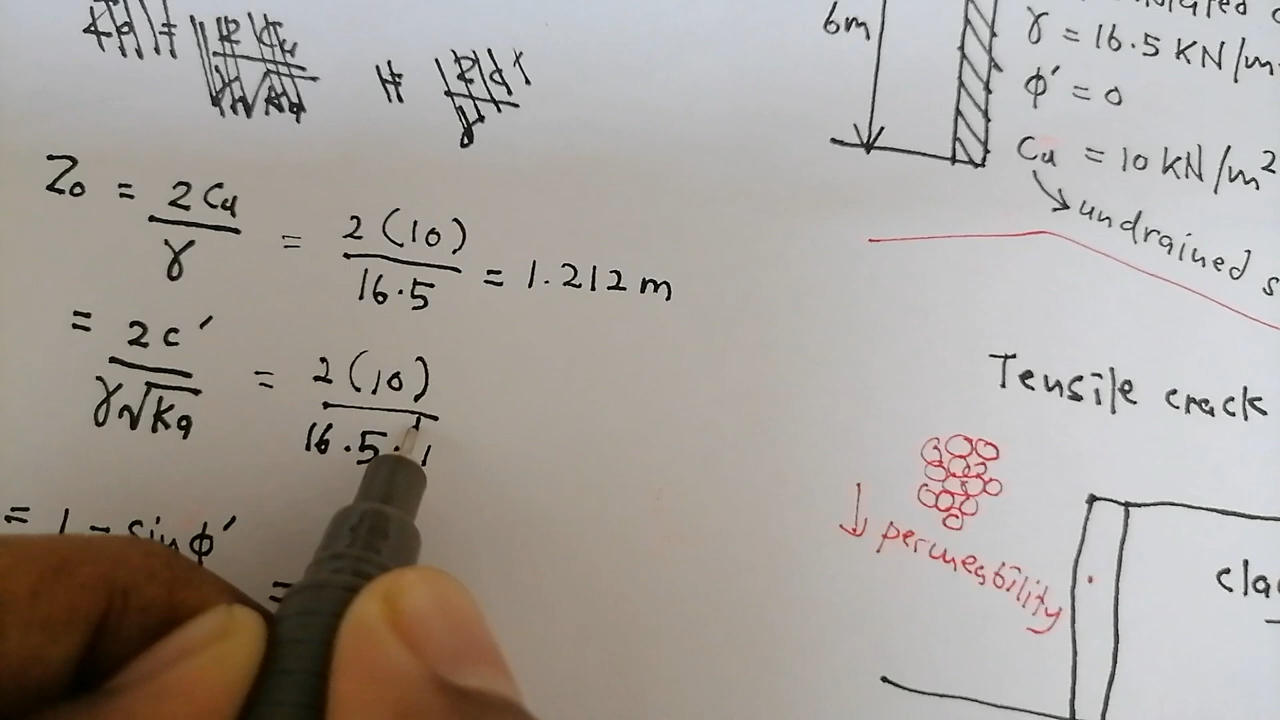 Z₀ = 2Cu / γ = 2(10) / 16.5 = 1.212 m
= 2c′ / γ√Ka = 2(10) / 16.5.
= 1 - sinϕ′
=
6m
γ = 16.5 KN/m
ϕ′ = 0
Cu = 10 KN/m²
undrained
Tensile crack
↓ permeability